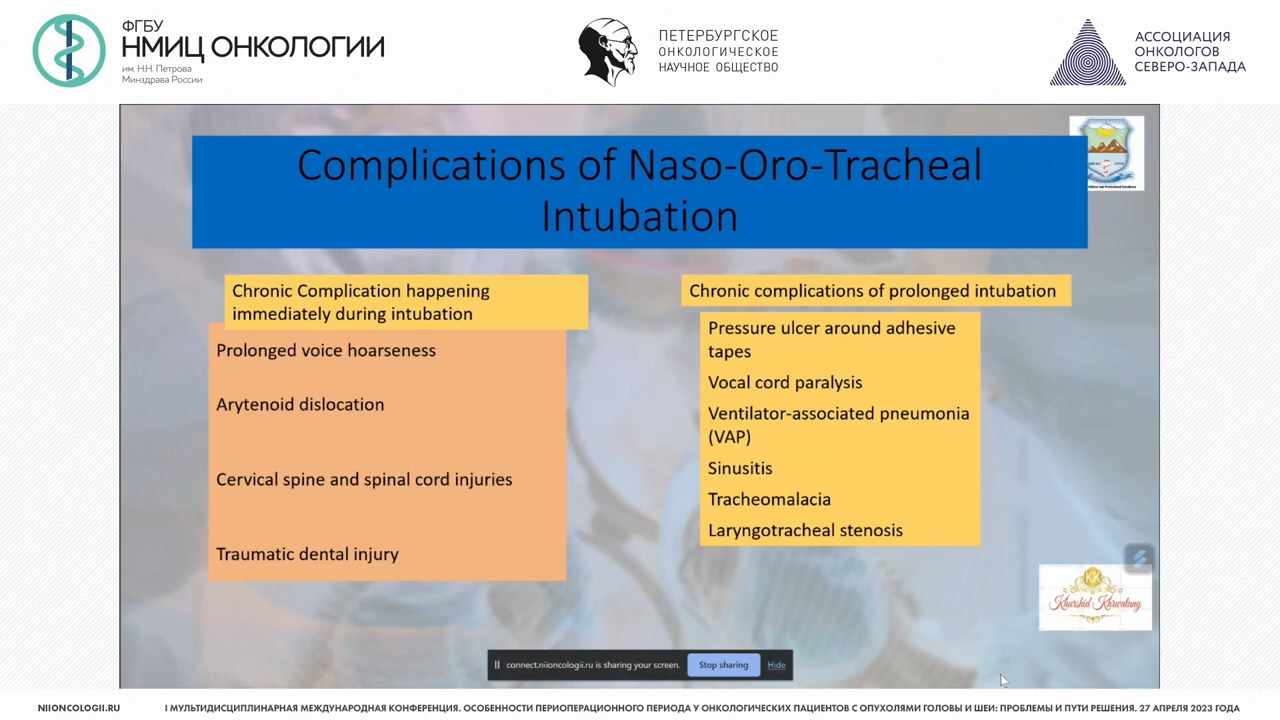 ФГБУ
НМИЦ ОНКОЛОГИИ
им. Н.Н. Петрова
Минздрава России
ПЕТЕРБУРГСКОЕ
ОНКОЛОГИЧЕСКОЕ
НАУЧНОЕ ОБЩЕСТВО
АССОЦИАЦИЯ
ОНКОЛОГОВ
СЕВЕРО-ЗАПАДА
Complications of Naso-Oro-Tracheal
Intubation
Chronic Complication happening
immediately during intubation
Prolonged voice hoarseness
Arytenoid dislocation
Cervical spine and spinal cord injuries
Traumatic dental injury
Chronic complications of prolonged intubation
Pressure ulcer around adhesive
tapes
Vocal cord paralysis
Ventilator-associated pneumonia
(VAP)
Sinusitis
Tracheomalacia
Laryngotracheal stenosis
KK
Khurshid Khrwatany
connect.niioncologii.ru is sharing your screen.
Stop sharing
Hide
NIIONCOLOGII.RU
I МУЛЬТИДИСЦИПЛИНАРНАЯ МЕЖДУНАРОДНАЯ КОНФЕРЕНЦИЯ. ОСОБЕННОСТИ ПЕРИОПЕРАЦИОННОГО ПЕРИОДА У ОНКОЛОГИЧЕСКИХ ПАЦИЕНТОВ С ОПУХОЛЯМИ ГОЛОВЫ И ШЕИ: ПРОБЛЕМЫ И ПУТИ РЕШЕНИЯ. 27 АПРЕЛЯ 2023 ГОДА